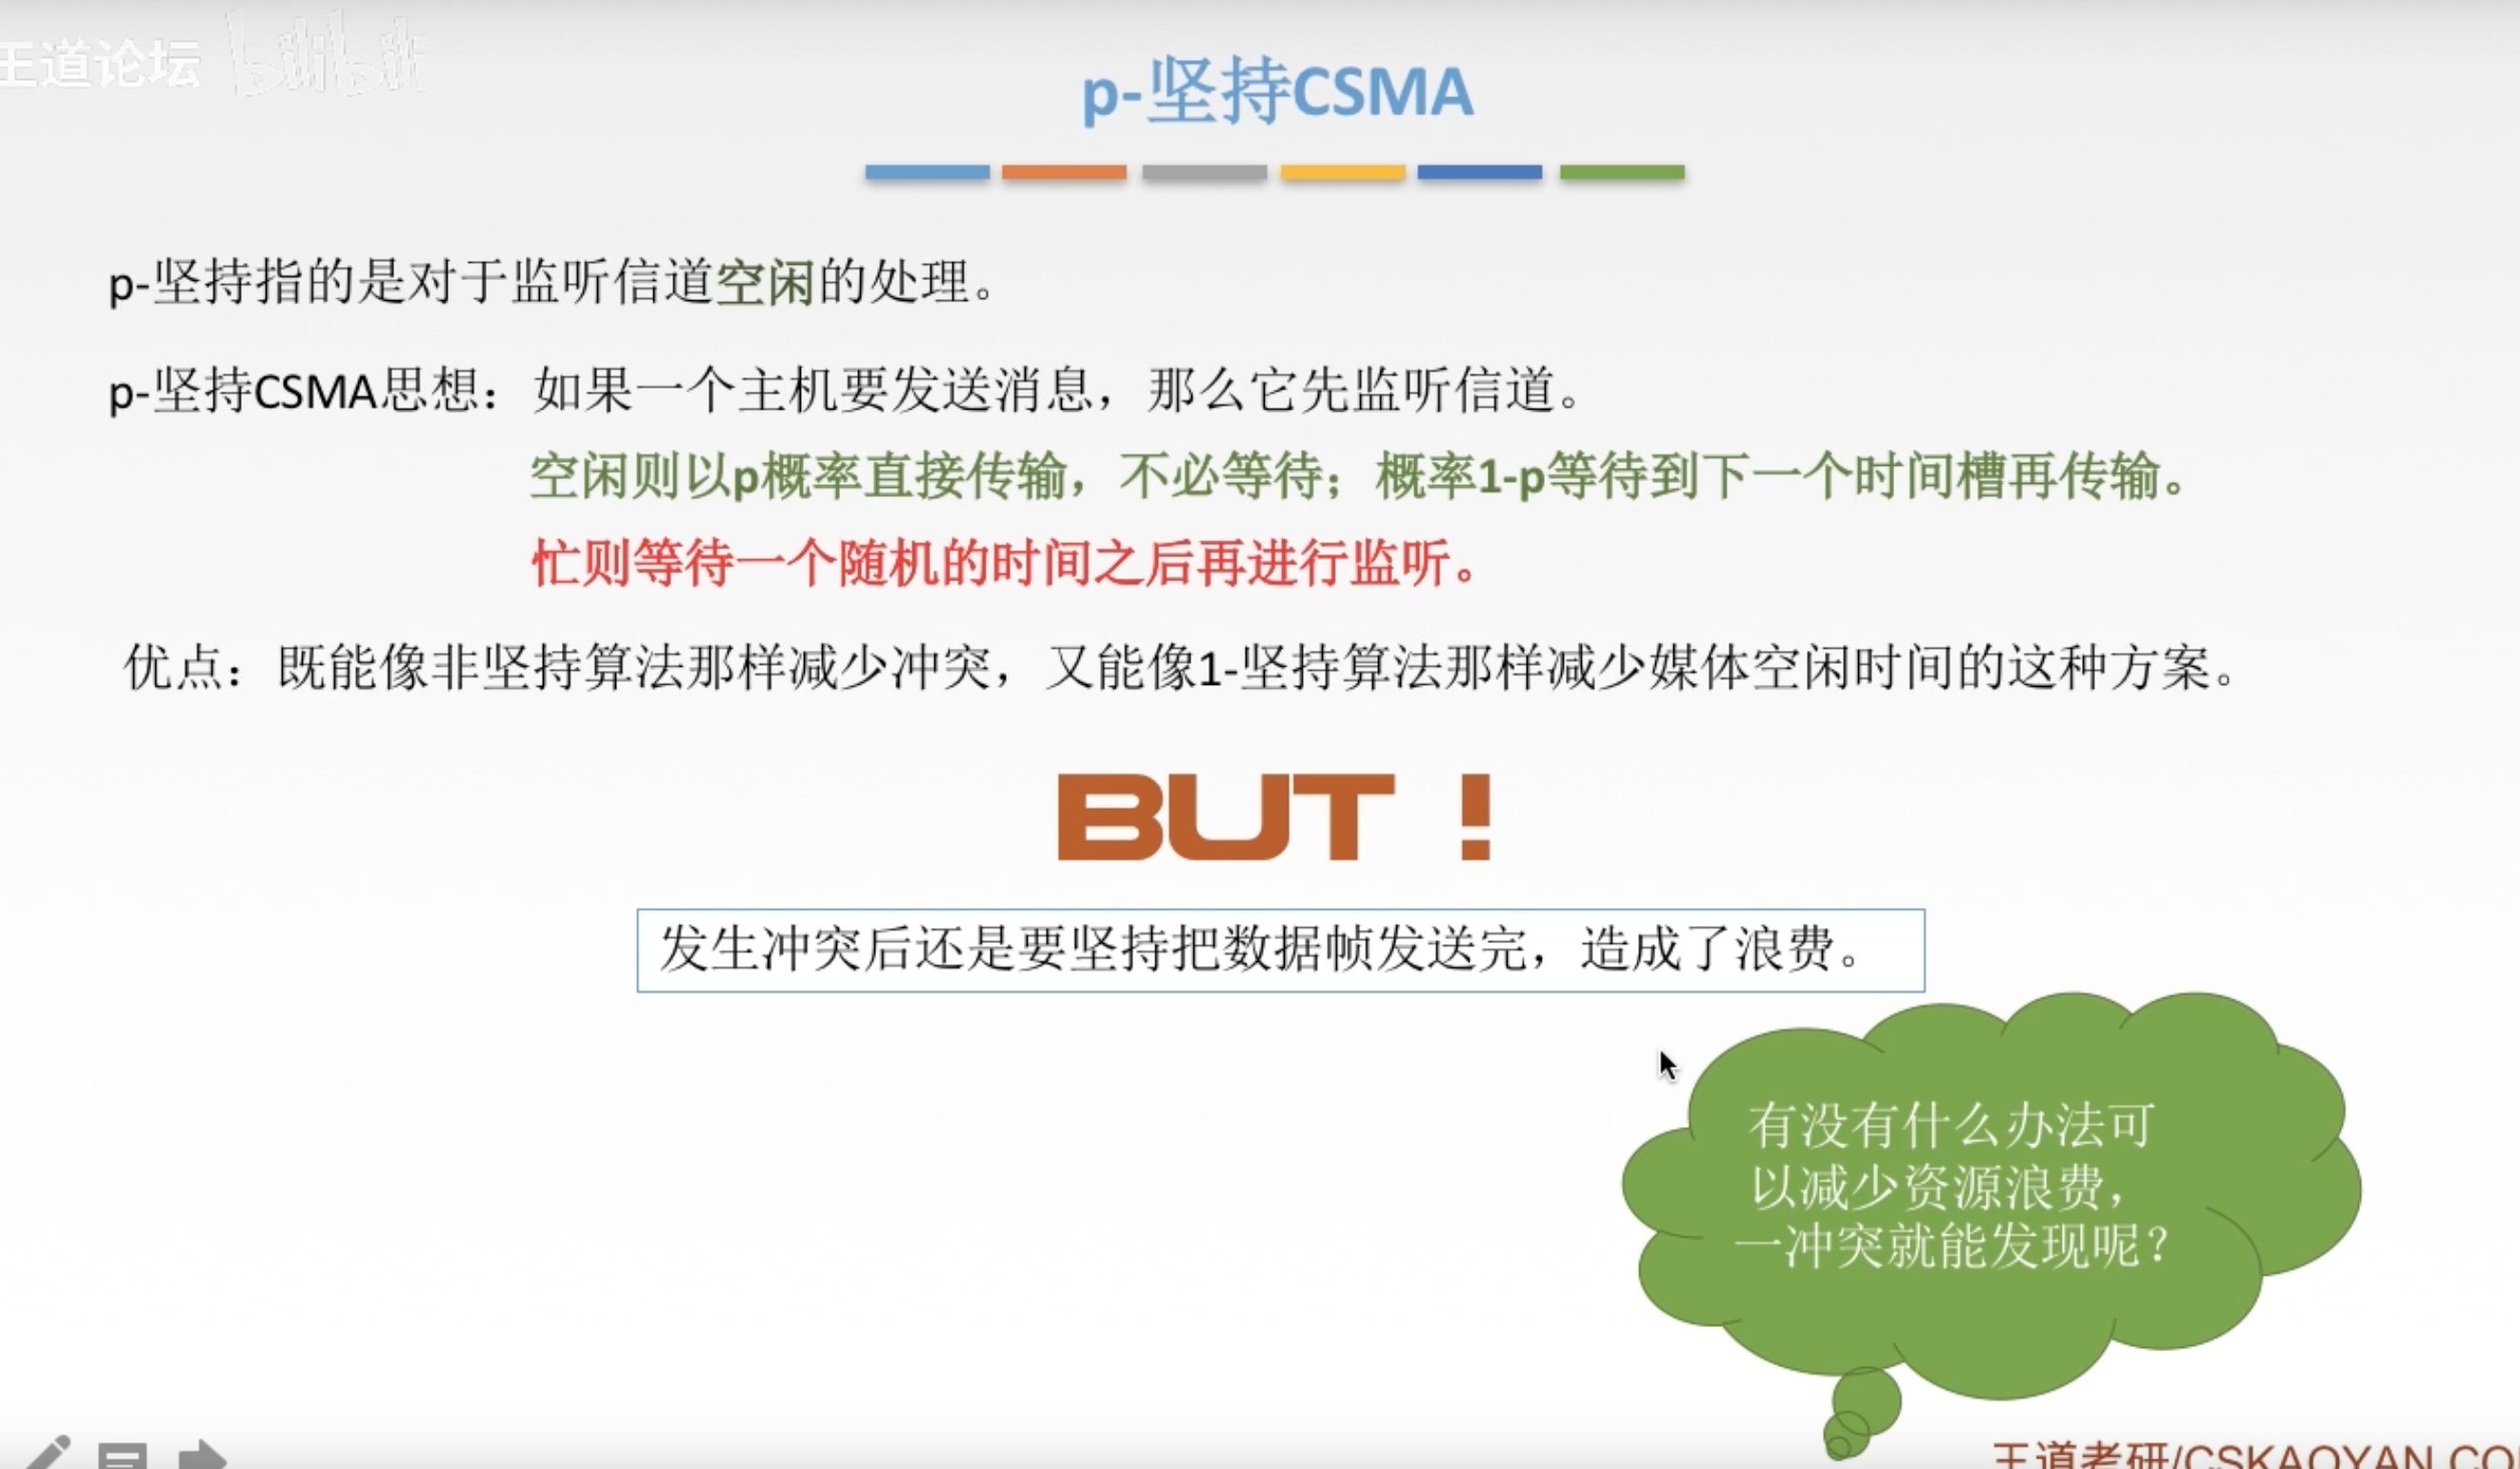 王道论坛 bilibili
p-坚持CSMA
p-坚持指的是对于监听信道空闲的处理。
p-坚持CSMA思想：如果一个主机要发送消息，那么它先监听信道。
空闲则以p概率直接传输，不必等待；概率1-p等待到下一个时间槽再传输。
忙则等待一个随机的时间之后再进行监听。
优点：既能像非坚持算法那样减少冲突，又能像1-坚持算法那样减少媒体空闲时间的这种方案。
BUT！
发生冲突后还是要坚持把数据帧发送完，造成了浪费。
有没有什么办法可
以减少资源浪费，
一冲突就能发现呢？
王道考研/CSKAOYAN.CO